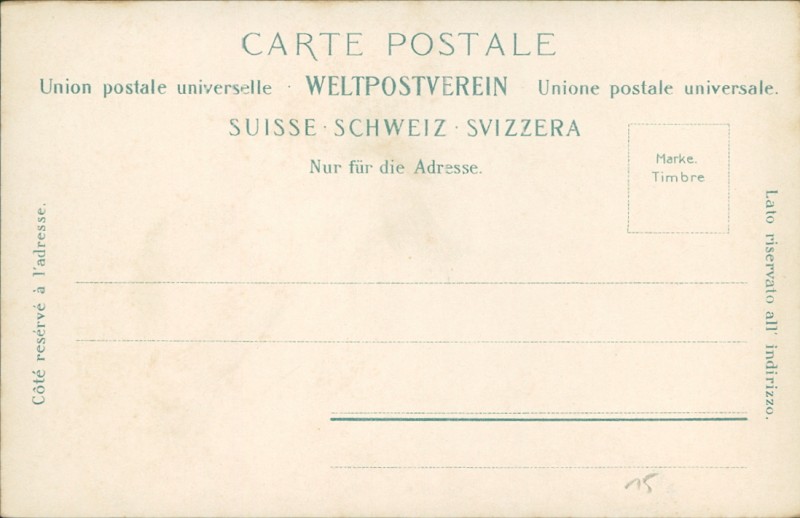 CARTE POSTALE
Union postale universelle · WELTPOSTVEREIN Unione postale universale.
SUISSE · SCHWEIZ · SVIZZERA
Nur für die Adresse.
Marke.
Timbre
Côté resérvé à l'adresse.
Lato riservato all' indirizzo.
15